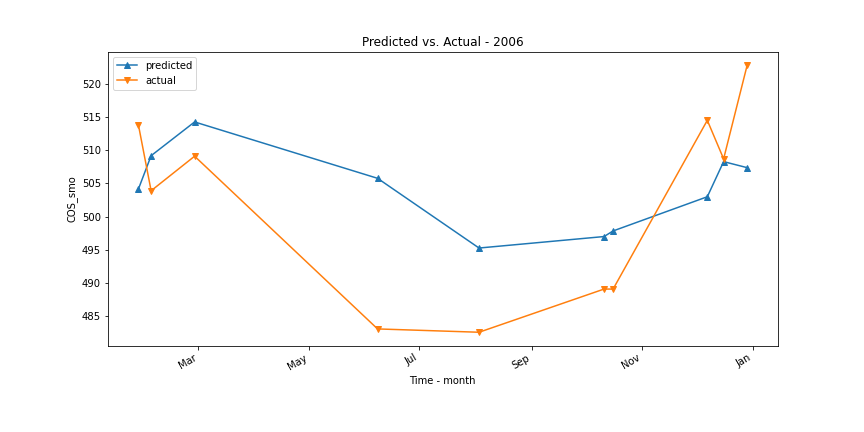 Predicted vs. Actual - 2006
predicted
actual
520
515
510
505
500
495
490
485
COS_smo
Mar
May
Jul
Sep
Nov
Jan
Time - month